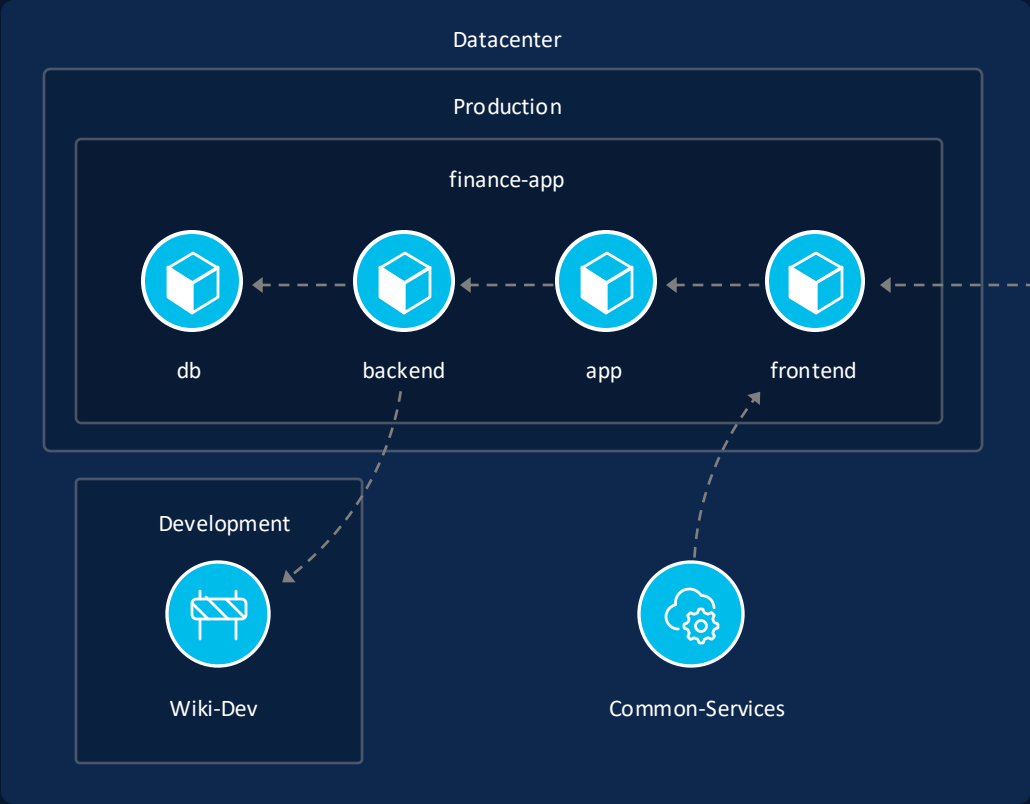 Datacenter
Production
finance-app
db
backend
app
frontend
Development
Wiki-Dev
Common-Services